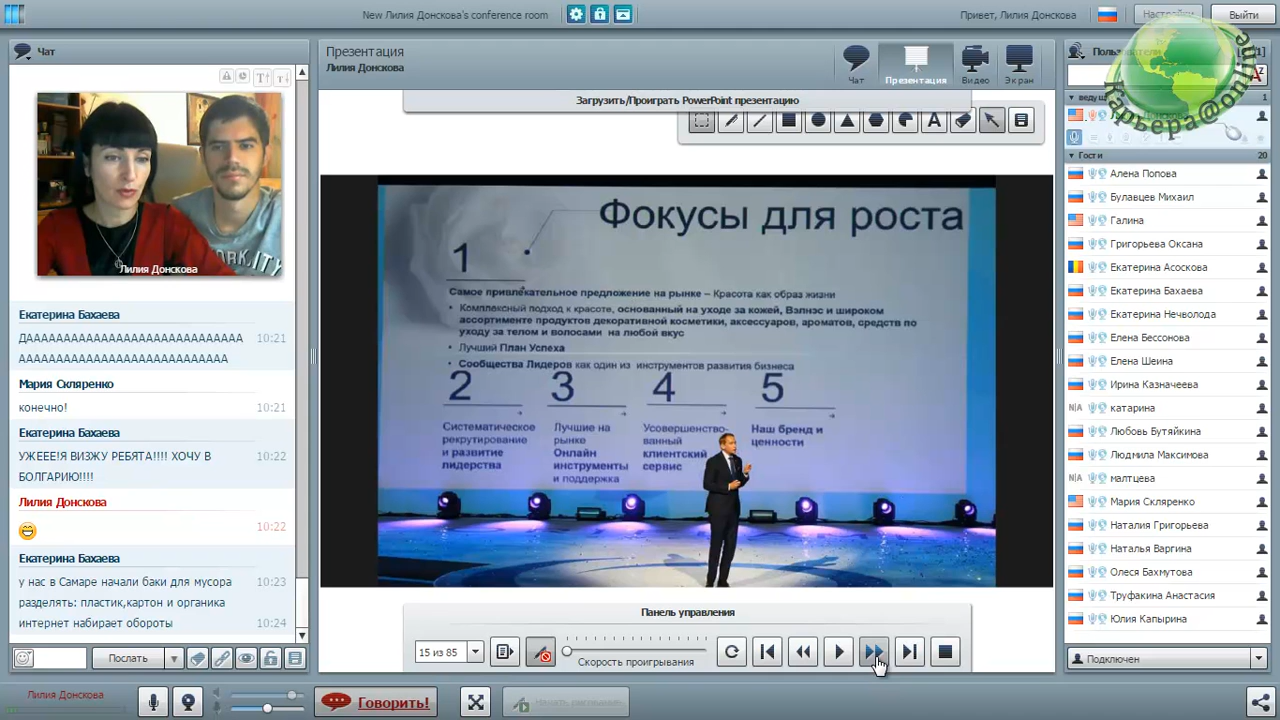 New Лилия Донскова's conference room
Привет, Лилия Донскова
Настройки
Выйти
Чат
Лилия Донскова
Екатерина Бахаева
ДААААААААААААААААААААААААААА
ААААААААААААААААААААААААААА
10:21
Мария Скляренко
конечно!
10:21
Екатерина Бахаева
УЖЕЕЕ!Я ВИЗЖУ РЕБЯТА!!!! ХОЧУ В
БОЛГАРИЮ!!!!
10:22
Лилия Донскова
10:22
Екатерина Бахаева
у нас в Самаре начали баки для мусора
разделять: пластик,картон и органика
10:23
интернет набирает обороты
10:24
Послать
Презентация
Лилия Донскова
Чат
Презентация
Видео
Экран
Загрузить/Проиграть PowerPoint презентацию
Фокусы для роста
1
Самое привлекательное предложение на рынке – Красота как образ жизни
• Комплексный подход к красоте, основанный на уходе за кожей, Вэлнэс и широком
ассортименте продуктов декоративной косметики, аксессуаров, ароматов, средств по
уходу за телом и волосами на любой вкус
• Лучший План Успеха
• Сообщества Лидеров как один из инструментов развития бизнеса
2
Систематическое
рекрутирование
и развитие
лидерства
3
Лучшие на
рынке
Онлайн
инструменты
и поддержка
4
Усовершенство-
ванный
клиентский
сервис
5
Наш бренд и
ценности
Панель управления
15 из 85
Скорость проигрывания
карьера@online
ведущ
1
Гости
20
Алена Попова
Булавцев Михаил
Галина
Григорьева Оксана
Екатерина Асоскова
Екатерина Бахаева
Екатерина Нечволода
Елена Бессонова
Елена Шеина
Ирина Казначеева
N/A катарина
Любовь Бутяйкина
Людмила Максимова
N/A малтцева
Мария Скляренко
Наталия Григорьева
Наталья Варгина
Олеся Бахмутова
Труфакина Анастасия
Юлия Капырина
Подключен
Лилия Донскова
Говорить!